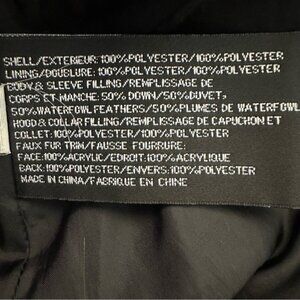 SHELL/EXTERIEUR: 100%POLYESTER/100%POLYESTER
LINING/DOUBLURE: 100%POLYESTER/100%POLYESTER
BODY & SLEEVE FILLING/REMPLISSAGE DE
CORPS ET MANCHE: 50% DOWN/50%DUVET,
50%WATERFOWL FEATHERS/50%PLUMES DE WATERFOWL
HOOD & COLLAR FILLING/REMPLISSAGE DE CAPUCHON ET
COLLET: 100%POLYESTER/100%POLYESTER
FAUX FUR TRIN/FAUSSE FOURRURE:
FACE: 100%ACRYLIC/EDROIT: 100%ACRYLIQUE
BACK: 100%POLYESTER/ENVERS: 100%POLYESTER
MADE IN CHINA/FABRIQUE EN CHINE